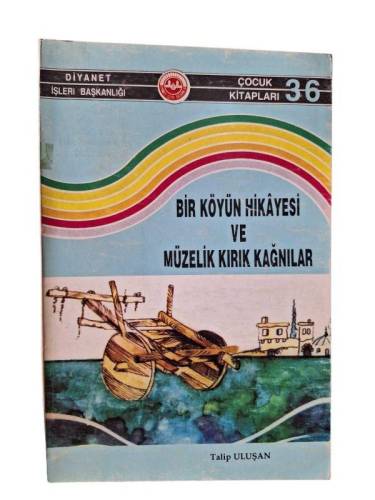 DİYANET
İŞLERİ BAŞKANLIĞI
ÇOCUK
KİTAPLARI 36
BİR KÖYÜN HİKÂYESİ
VE
MÜZELİK KIRIK KAĞNILAR
Talip ULUŞAN